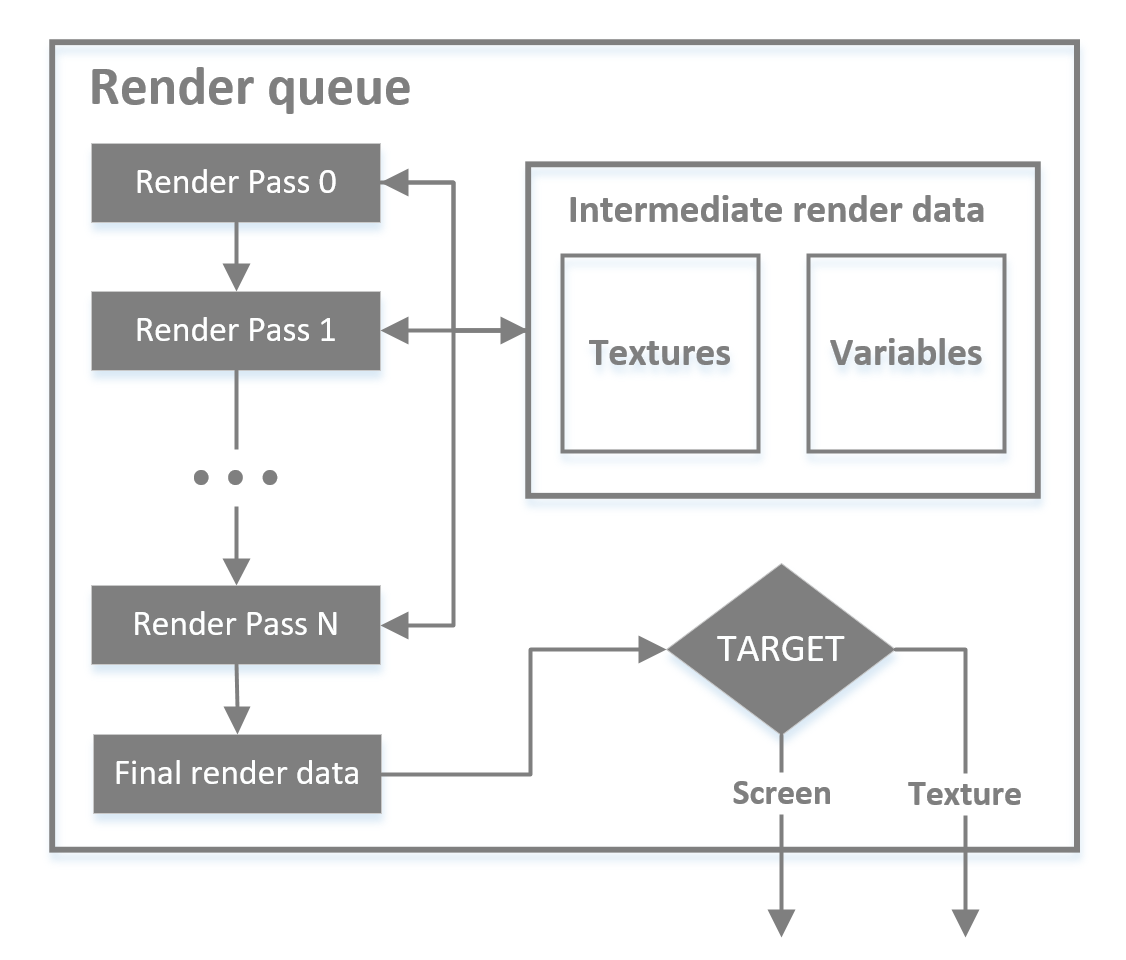 Render queue
Render Pass 0
Intermediate render data
Render Pass 1
Textures
Variables
Render Pass N
TARGET
Final render data
Screen
Texture